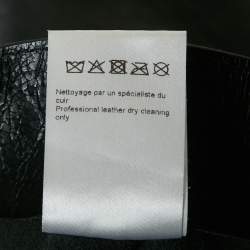 Nettoyage par un spécialiste du
cuir
Professional leather dry cleaning
only